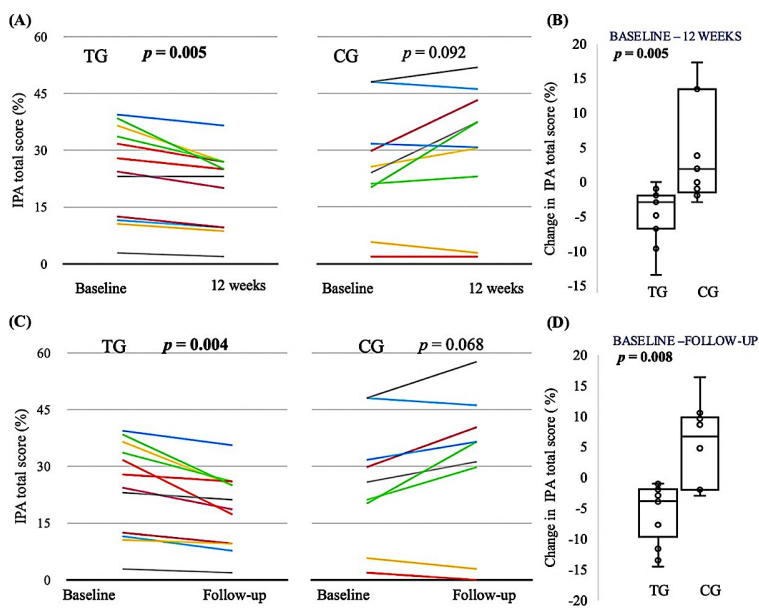 (A)
TG
p = 0.005
CG
p = 0.092
IPA total score (%)
60
45
30
15
0
Baseline
12 weeks
Baseline
12 weeks
(B)
BASELINE – 12 WEEKS
p = 0.005
Change in IPA total score (%)
20
15
10
5
0
-5
-10
-15
TG
CG
(C)
TG
p = 0.004
CG
p = 0.068
IPA total score (%)
60
45
30
15
0
Baseline
Follow-up
Baseline
Follow-up
(D)
BASELINE –FOLLOW-UP
p = 0.008
Change in IPA total score (%)
20
15
10
5
0
-5
-10
-15
-20
TG
CG